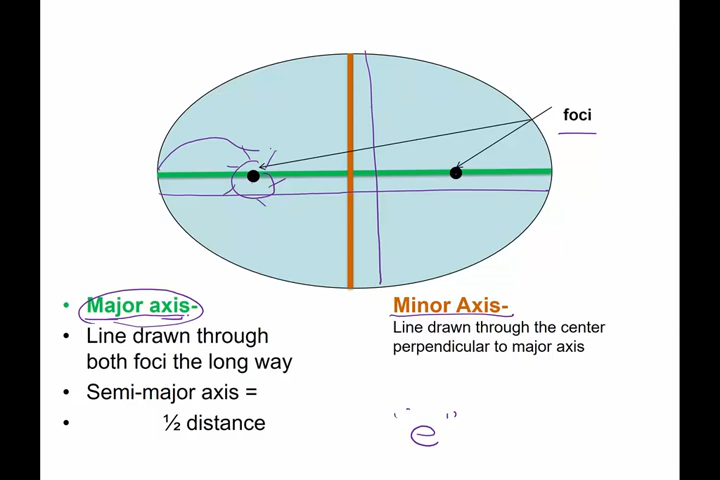 foci
Major axis-
Line drawn through
both foci the long way
Semi-major axis =
½ distance
Minor Axis-
Line drawn through the center
perpendicular to major axis
"e"